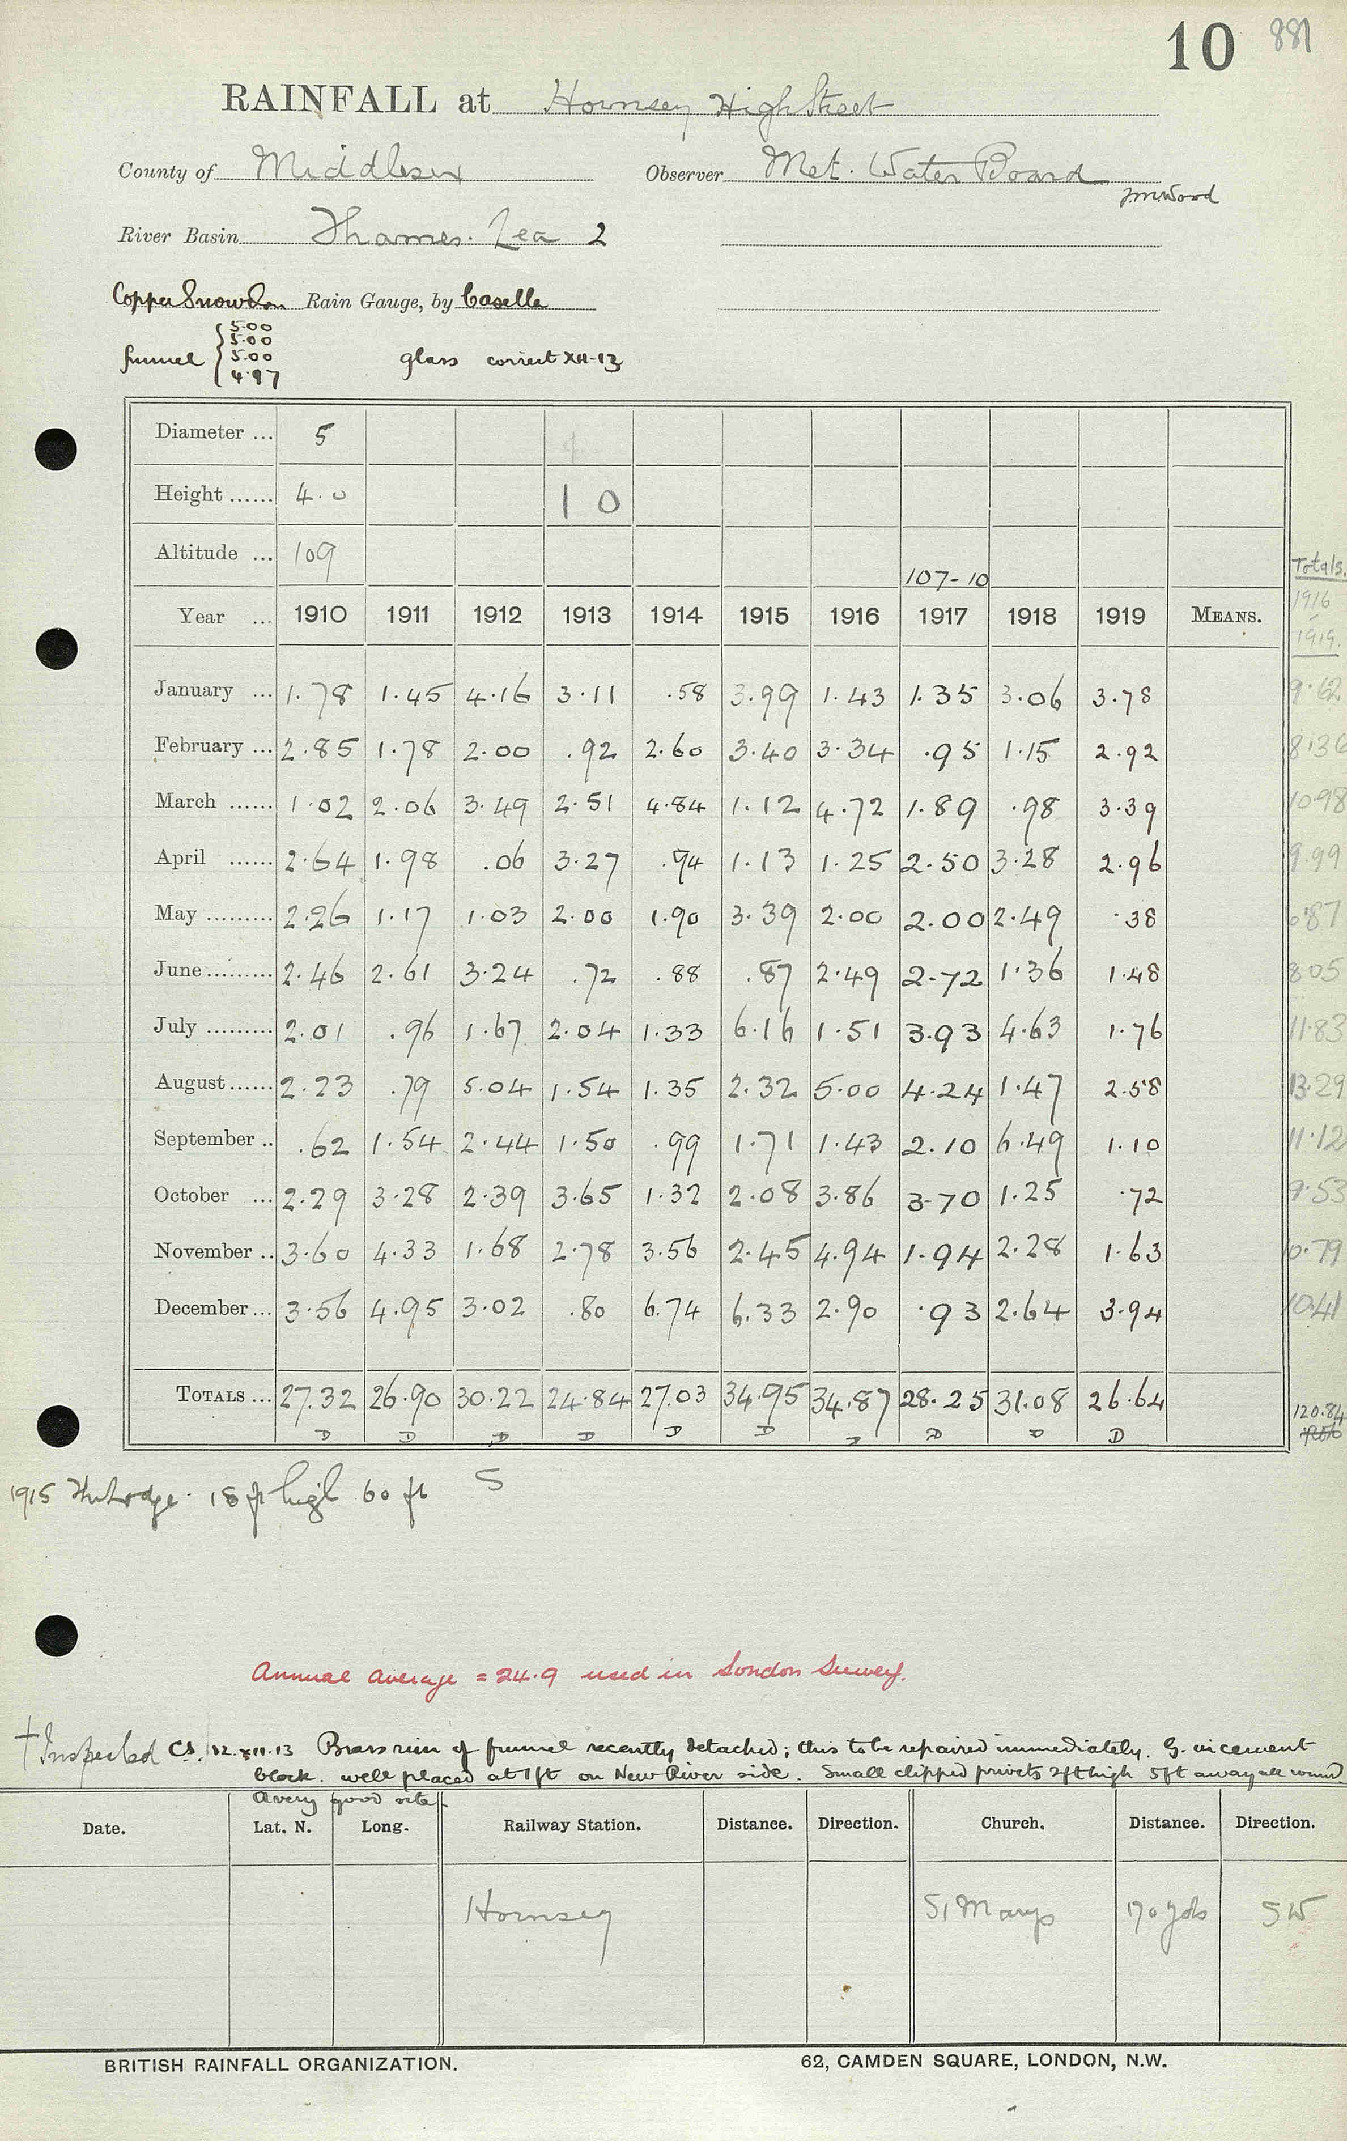 10 881
RAINFALL at Hornsey High Street
County of Middlesex Observer Met. Water Board
J M Wood
River Basin Thames. Lea 2
Copper Snowdon Rain Gauge, by Casella
funnel { 5.00 5.00 5.00 4.97 glass correct XII-13
Diameter ... 5
Height ...... 4.0 1 0
Altitude ... 109 107-10
Totals.
1916
1919.
Year ... 1910 1911 1912 1913 1914 1915 1916 1917 1918 1919 MEANS.
January ... 1.78 1.45 4.16 3.11 .58 3.99 1.43 1.35 3.06 3.78 9.62
February ... 2.85 1.78 2.00 .92 2.60 3.40 3.34 .95 1.15 2.92 8.36
March ...... 1.02 2.06 3.49 2.51 4.84 1.12 4.72 1.89 .98 3.39 10.98
April ...... 2.64 1.98 .06 3.27 .94 1.13 1.25 2.50 3.28 2.96 9.99
May ......... 2.26 1.17 1.03 2.00 1.90 3.39 2.00 2.00 2.49 .38 6.87
June ......... 2.46 2.61 3.24 .72 .88 .87 2.49 2.72 1.36 1.48 8.05
July ......... 2.01 .96 1.67 2.04 1.33 6.16 1.51 3.93 4.63 1.76 11.83
August ...... 2.23 .79 5.04 1.54 1.35 2.32 5.00 4.24 1.47 2.58 13.29
September .. .62 1.54 2.44 1.50 .99 1.71 1.43 2.10 6.49 1.10 11.12
October ... 2.29 3.28 2.39 3.65 1.32 2.08 3.86 3.70 1.25 .72 9.53
November .. 3.60 4.33 1.68 2.78 3.56 2.45 4.94 1.94 2.28 1.63 10.79
December ... 3.56 4.95 3.02 .80 6.74 6.33 2.90 .93 2.64 3.94 10.41
TOTALS ... 27.32 26.90 30.22 24.84 27.03 34.95 34.87 28.25 31.08 26.64 120.84
D D D D D D D D D D
1915 18 ft high 60 ft S
Annual average = 24.9 used in London Survey.
† Inspected CS. 12.XII.13 Brass rim of funnel recently detached; this to be repaired immediately. G. in cement
block. well placed at 1ft on New River side. Small clipped privets 2ft high 5ft away all round
A very good site
Date. Lat. N. Long. Railway Station. Distance. Direction. Church. Distance. Direction.
Hornsey St Marys 170 yds SW
BRITISH RAINFALL ORGANIZATION. 62, CAMDEN SQUARE, LONDON, N.W.